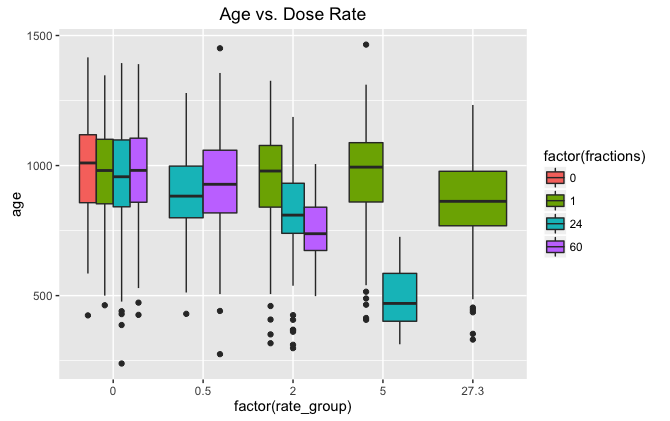 Age vs. Dose Rate
1500
1000
500
age
0 0.5 2 5 27.3
factor(rate_group)
factor(fractions)
0
1
24
60